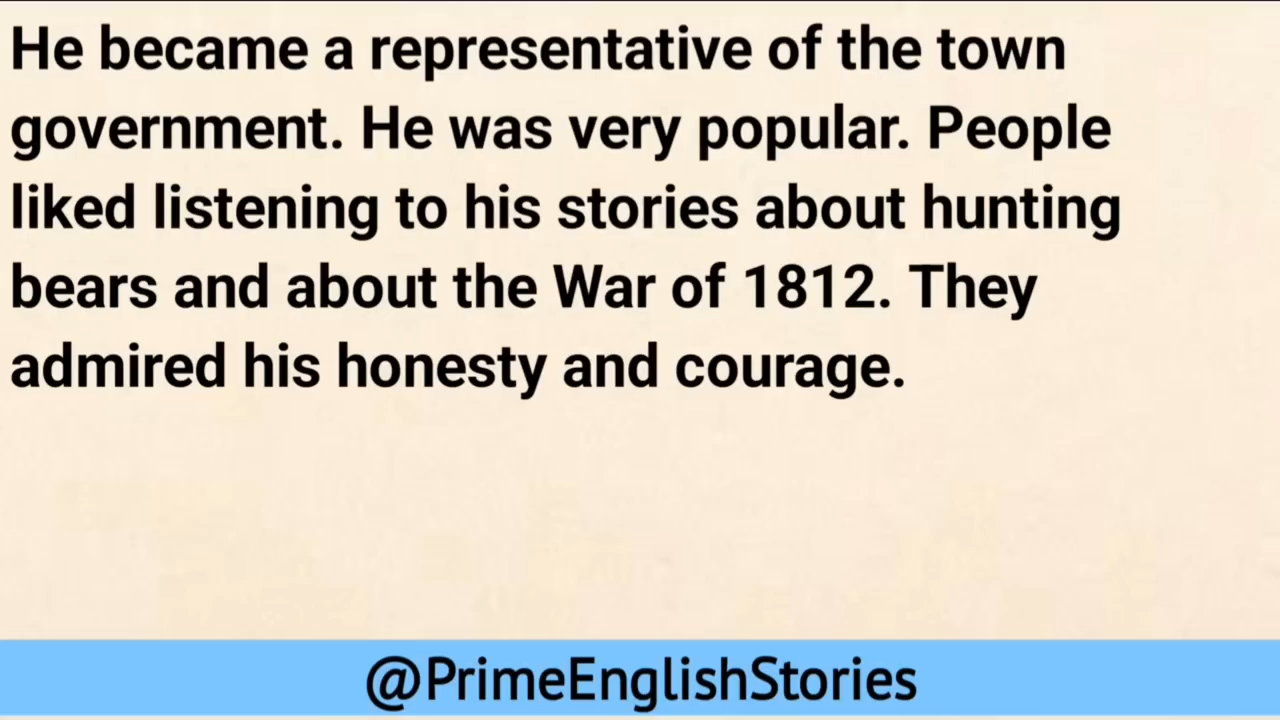 He became a representative of the town
government. He was very popular. People
liked listening to his stories about hunting
bears and about the War of 1812. They
admired his honesty and courage.
@PrimeEnglishStories